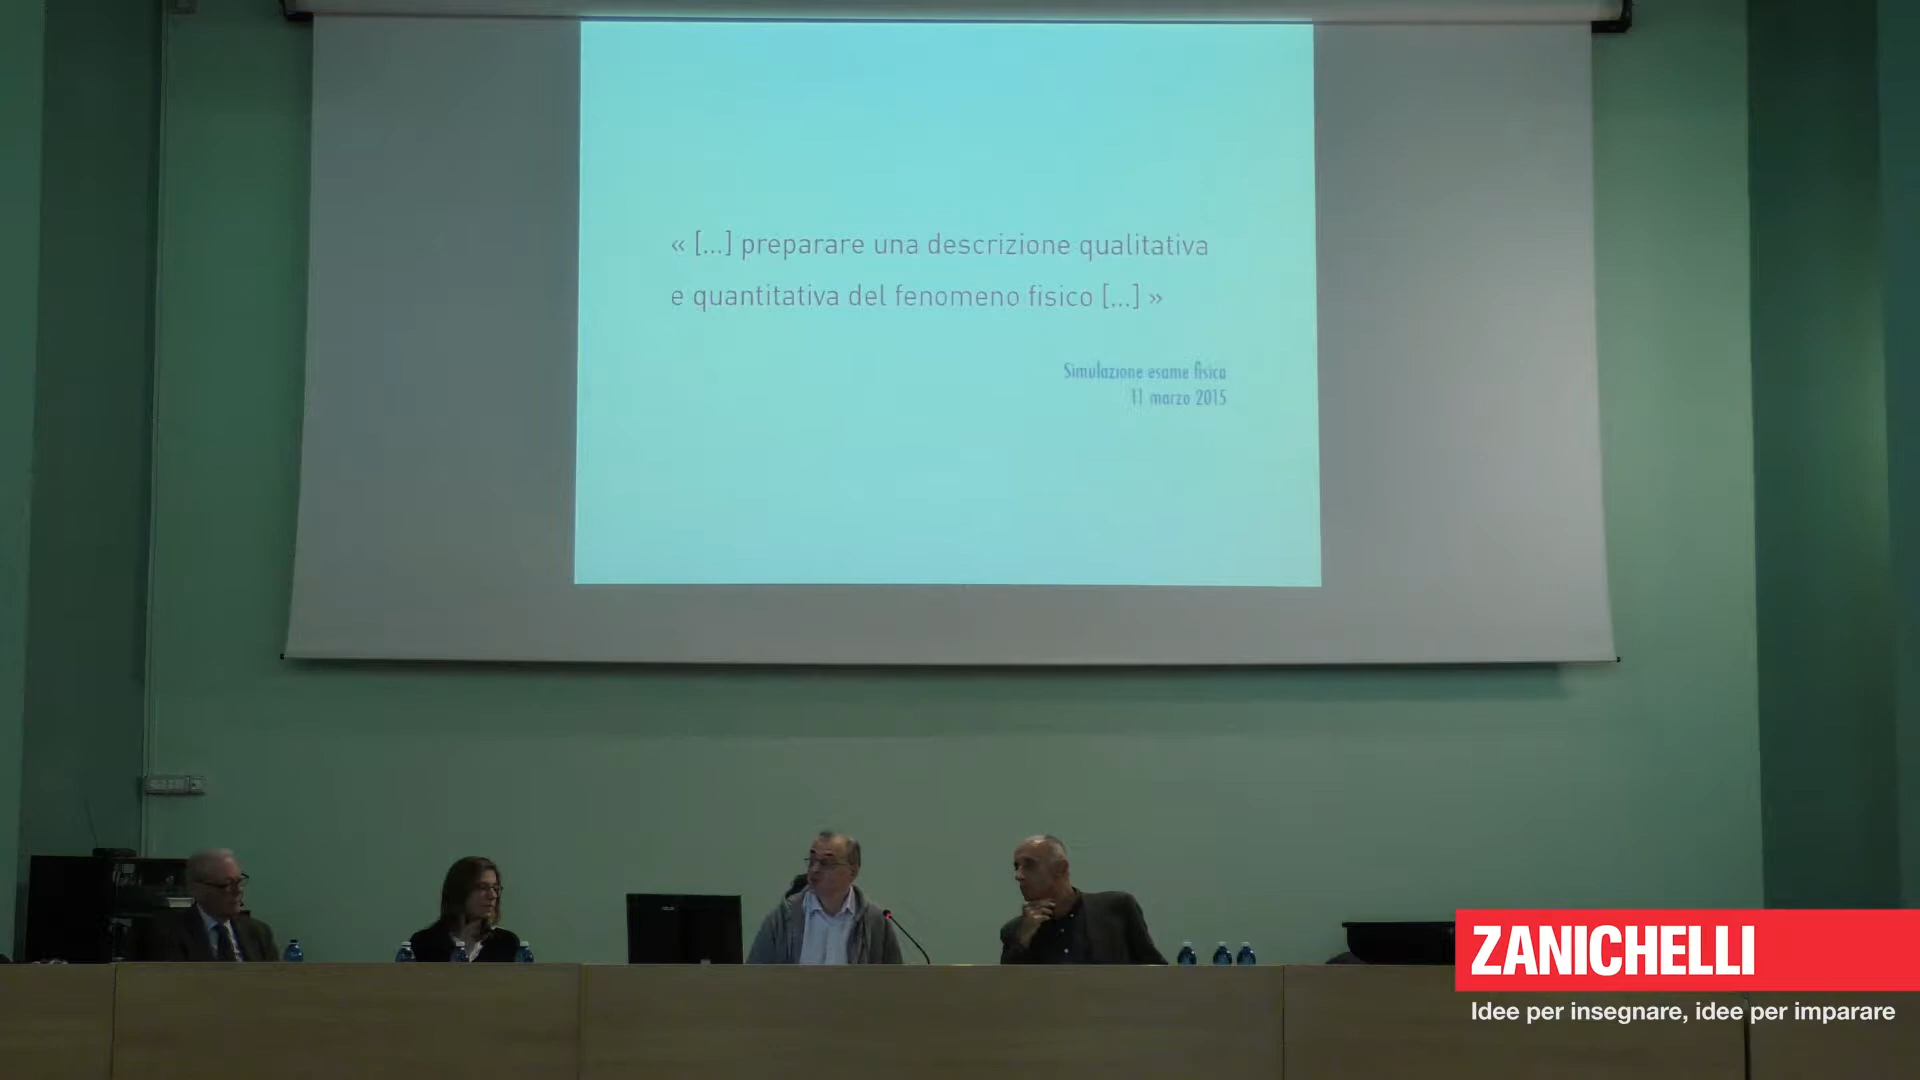 « [...] preparare una descrizione qualitativa
e quantitativa del fenomeno fisico [...] »
Simulazione esame fisica
11 marzo 2015
ZANICHELLI
Idee per insegnare, idee per imparare